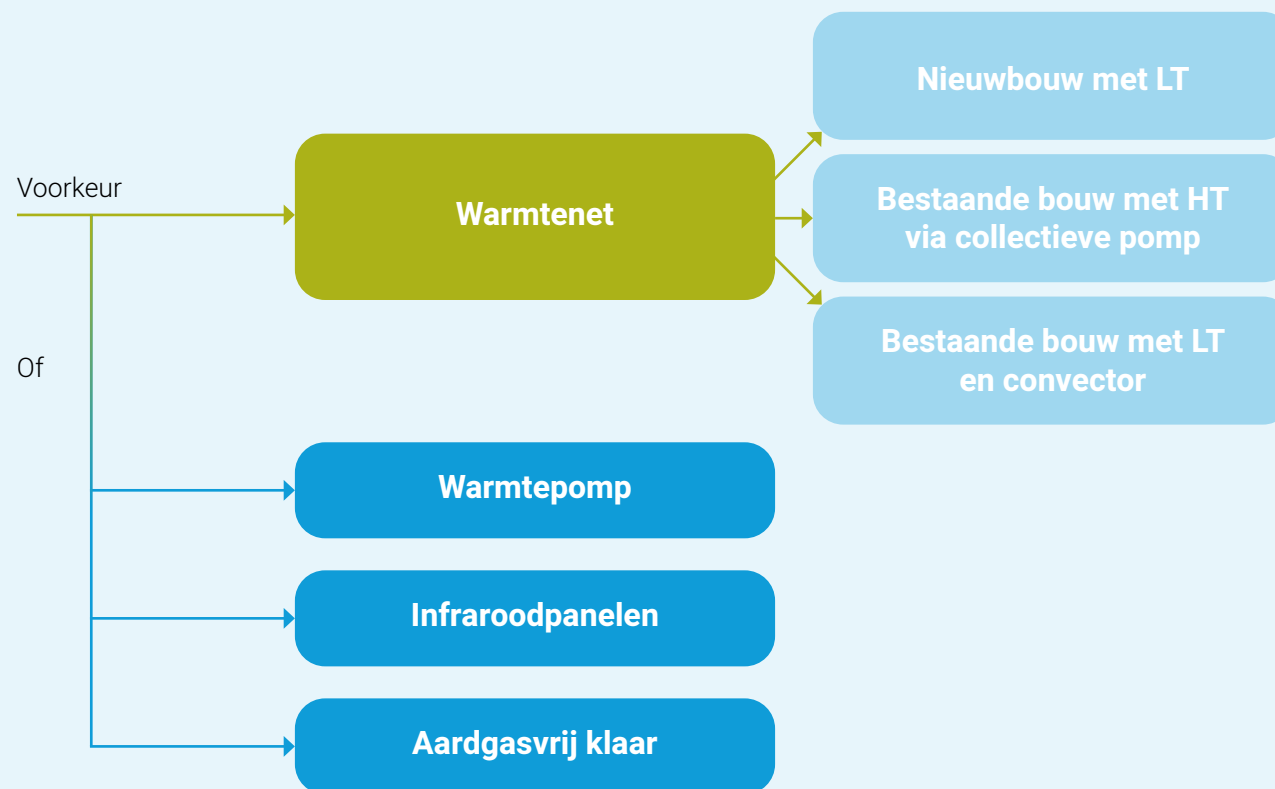 Voorkeur
Warmtenet
Nieuwbouw met LT
Bestaande bouw met HT
via collectieve pomp
Bestaande bouw met LT
en convector
Of
Warmtepomp
Infraroodpanelen
Aardgasvrij klaar